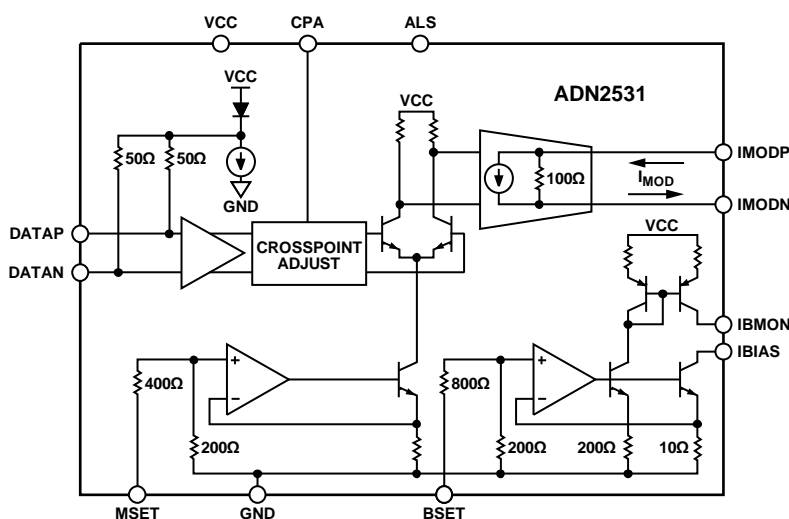 VCC CPA ALS
ADN2531
VCC
VCC
50Ω 50Ω
GND
100Ω
IMODP
IMOD
IMODN
DATAP
DATAN
CROSSPOINT
ADJUST
VCC
IBMON
IBIAS
400Ω
800Ω
200Ω
200Ω 200Ω 10Ω
MSET GND BSET